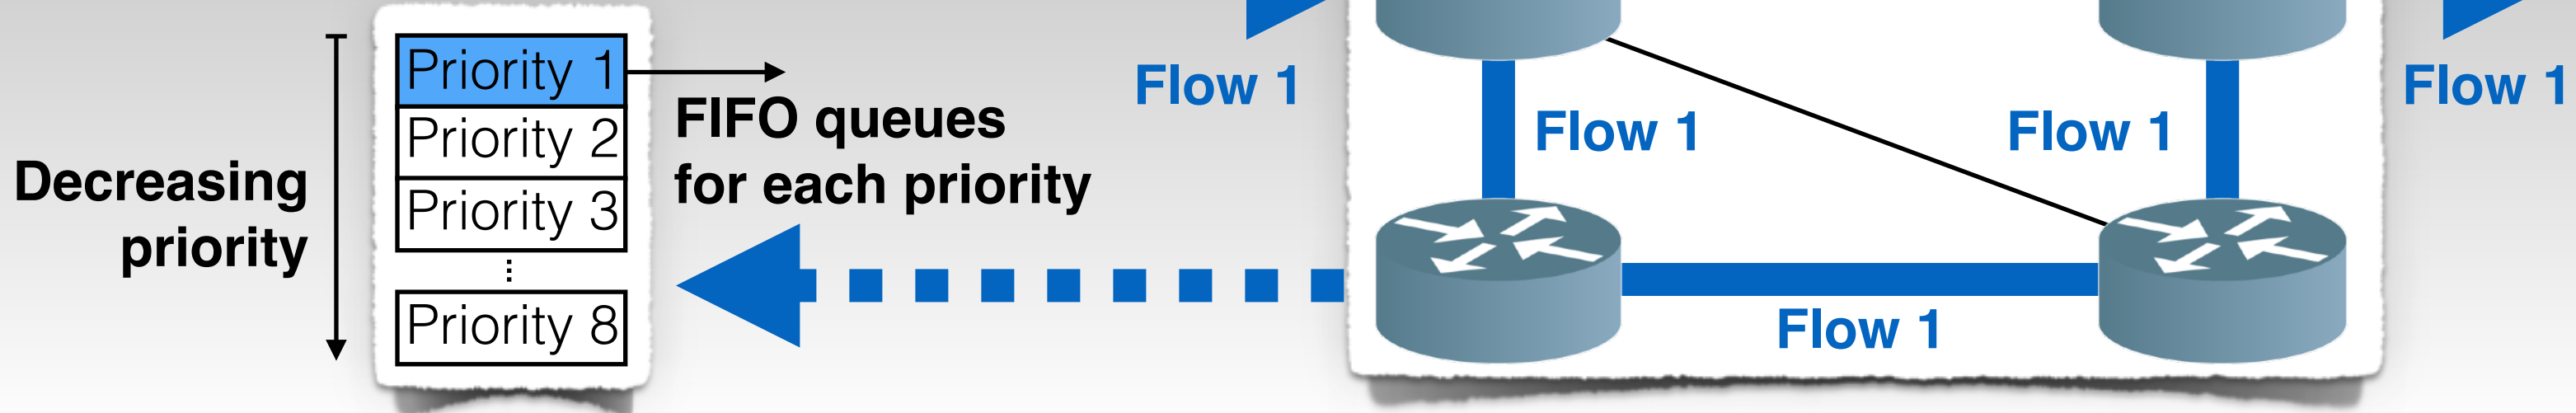 Decreasing
priority
Priority 1
Priority 2
Priority 3
Priority 8
FIFO queues
for each priority
Flow 1
Flow 1
Flow 1
Flow 1
Flow 1